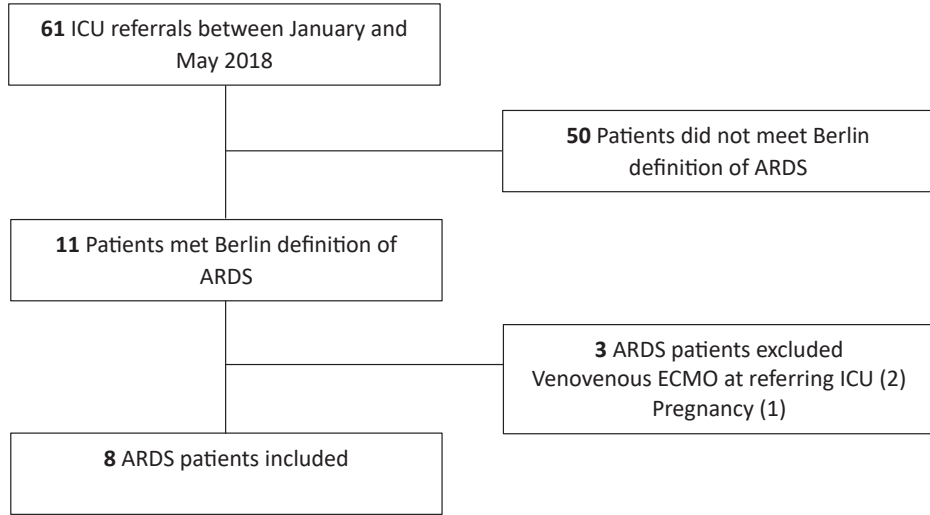 61 ICU referrals between January and
May 2018
50 Patients did not meet Berlin
definition of ARDS
11 Patients met Berlin definition of
ARDS
3 ARDS patients excluded
Venovenous ECMO at referring ICU (2)
Pregnancy (1)
8 ARDS patients included